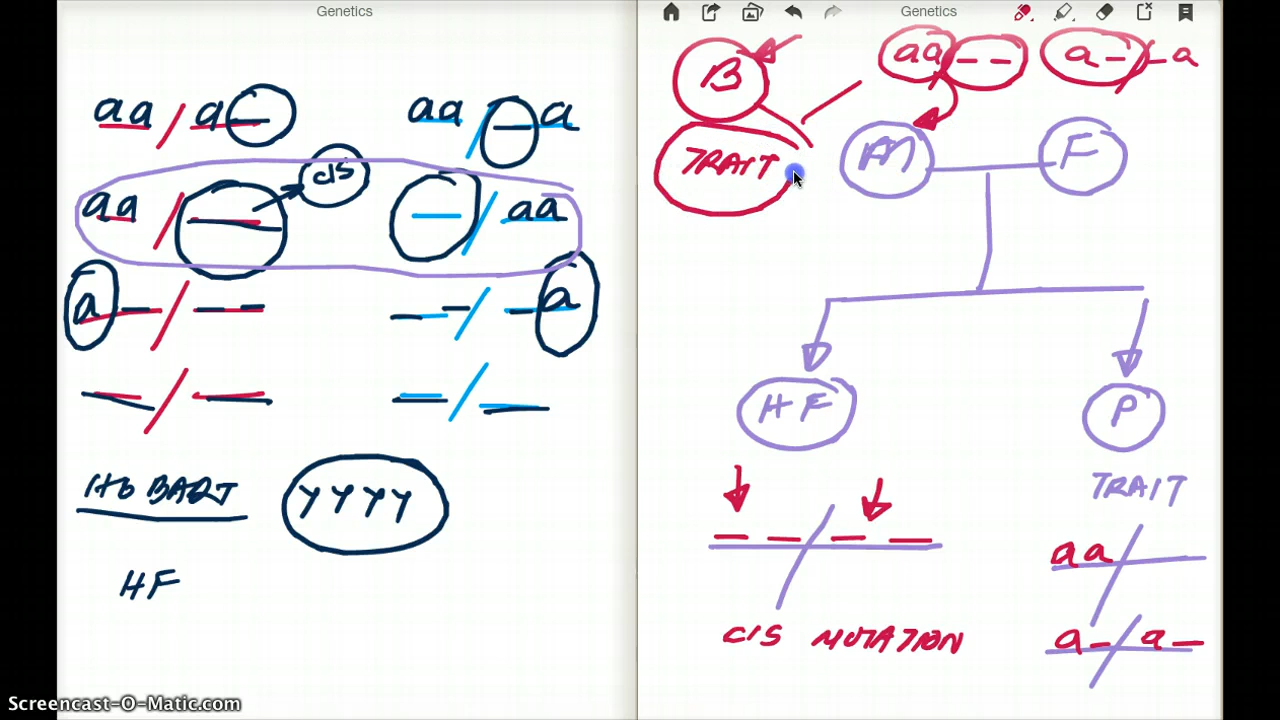 Genetics
aa / a – aa / – a
cis
aa / — — / aa
a – / – – – / – a
— / — — / —
Hb BART γγγγ
HF
Genetics
B aa – – a – / – a
TRAIT M F
HF P
TRAIT
– – / – –
aa /
CIS MUTATION a – / a –
Screencast-O-Matic.com